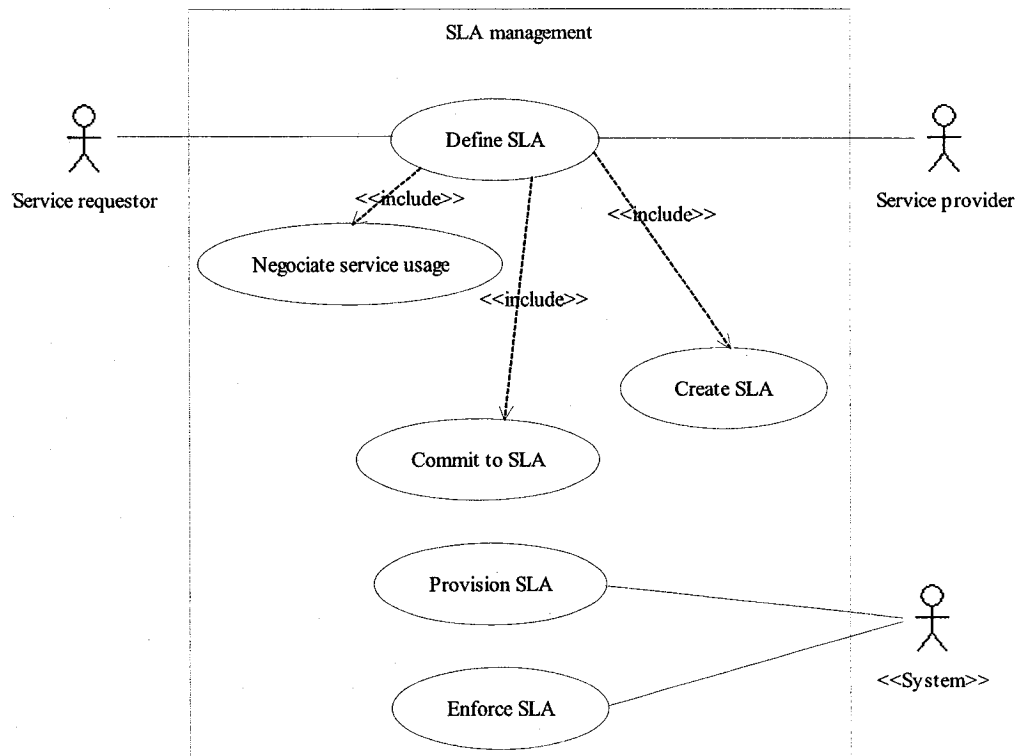 SLA management
Define SLA
Service requestor
Service provider
<<include>>
<<include>>
Negociate service usage
<<include>>
Create SLA
Commit to SLA
Provision SLA
<<System>>
Enforce SLA